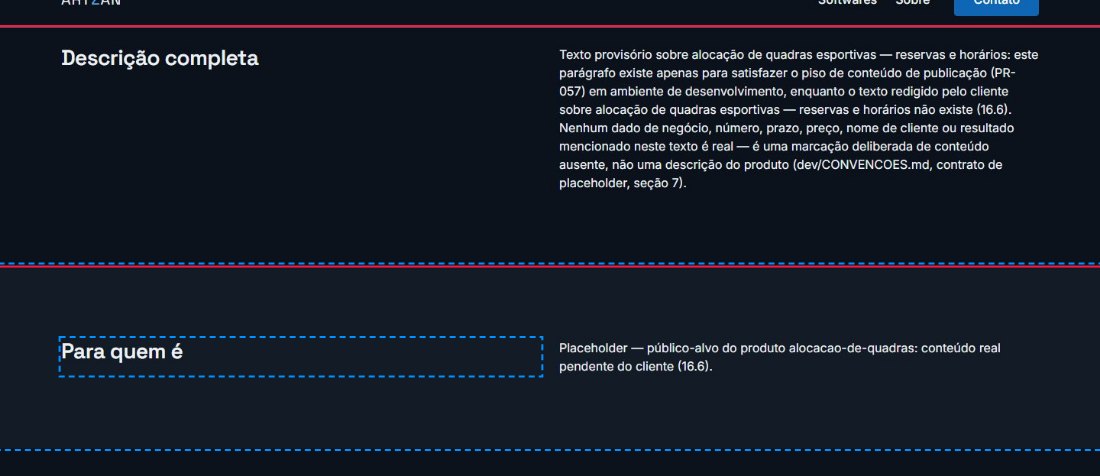 ARTZAN
Softwares Sobre Contato
Descrição completa
Texto provisório sobre alocação de quadras esportivas — reservas e horários: este
parágrafo existe apenas para satisfazer o piso de conteúdo de publicação (PR-
057) em ambiente de desenvolvimento, enquanto o texto redigido pelo cliente
sobre alocação de quadras esportivas — reservas e horários não existe (16.6).
Nenhum dado de negócio, número, prazo, preço, nome de cliente ou resultado
mencionado neste texto é real — é uma marcação deliberada de conteúdo
ausente, não uma descrição do produto (dev/CONVENCOES.md, contrato de
placeholder, seção 7).
Para quem é
Placeholder — público-alvo do produto alocacao-de-quadras: conteúdo real
pendente do cliente (16.6).